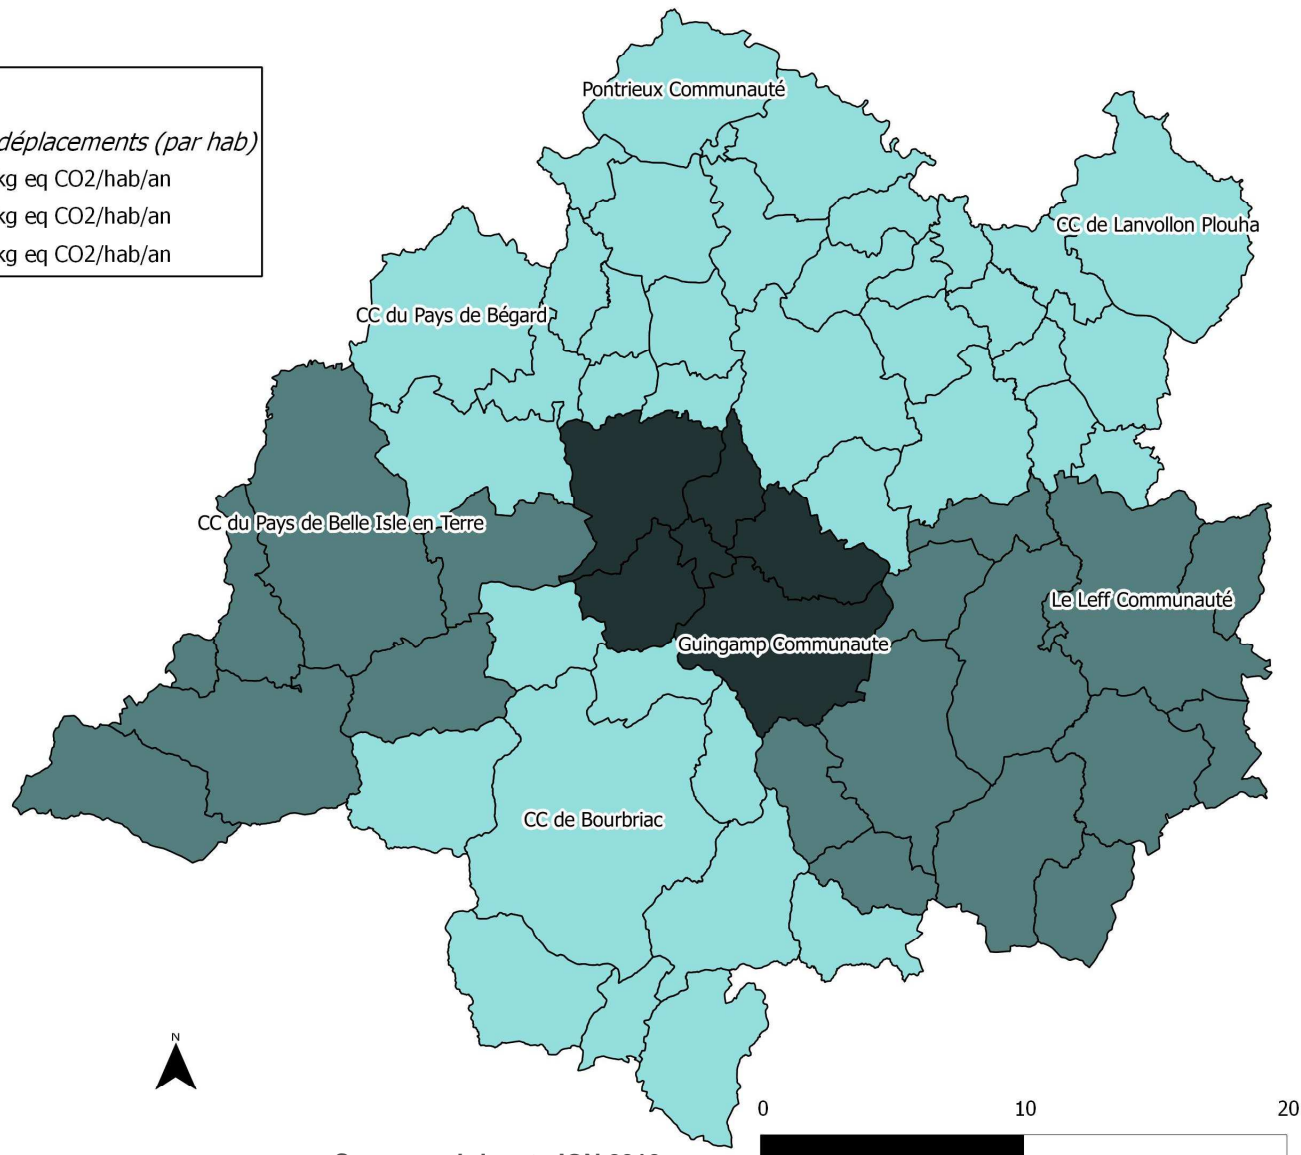 déplacements (par hab)
kg eq CO2/hab/an
kg eq CO2/hab/an
kg eq CO2/hab/an
Pontrieux Communauté
CC de Lanvollon Plouha
CC du Pays de Bégard
CC du Pays de Belle Isle en Terre
Le Leff Communauté
Guingamp Communaute
CC de Bourbriac
N
0 10 20